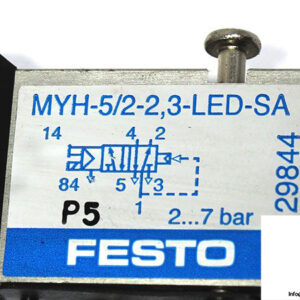 MYH-5/2-2,3-LED-SA
14 4 2
84 5 3
1
P5
2...7 bar
FESTO
29844